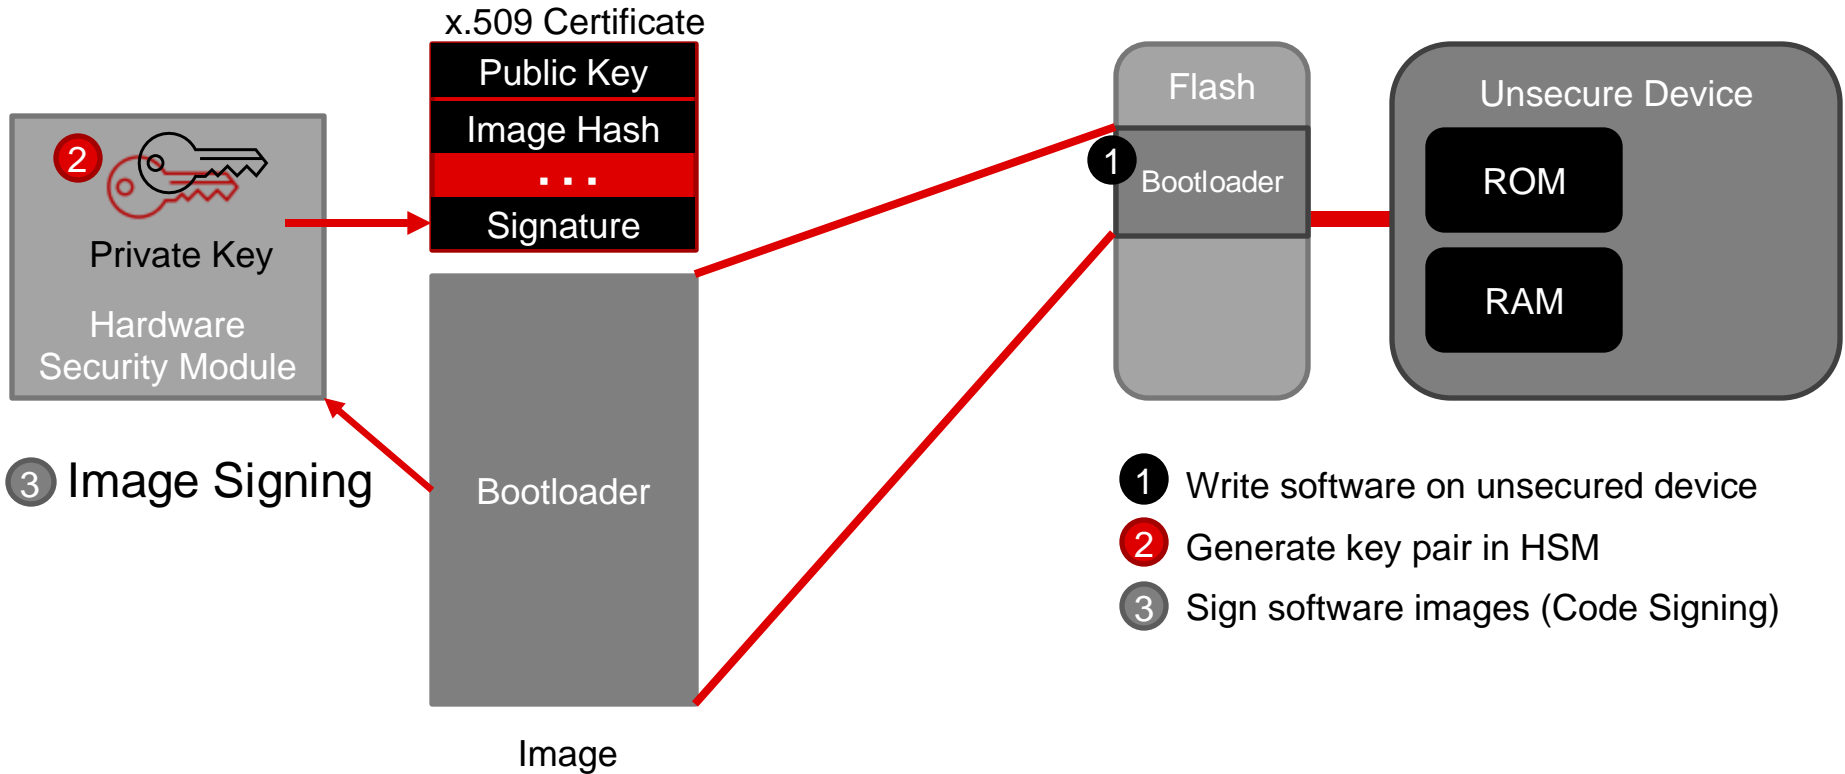 x.509 Certificate
Public Key
Image Hash
...
Signature
2
Private Key
Hardware
Security Module
3 Image Signing
Bootloader
Image
Flash
1
Bootloader
Unsecure Device
ROM
RAM
1 Write software on unsecured device
2 Generate key pair in HSM
3 Sign software images (Code Signing)